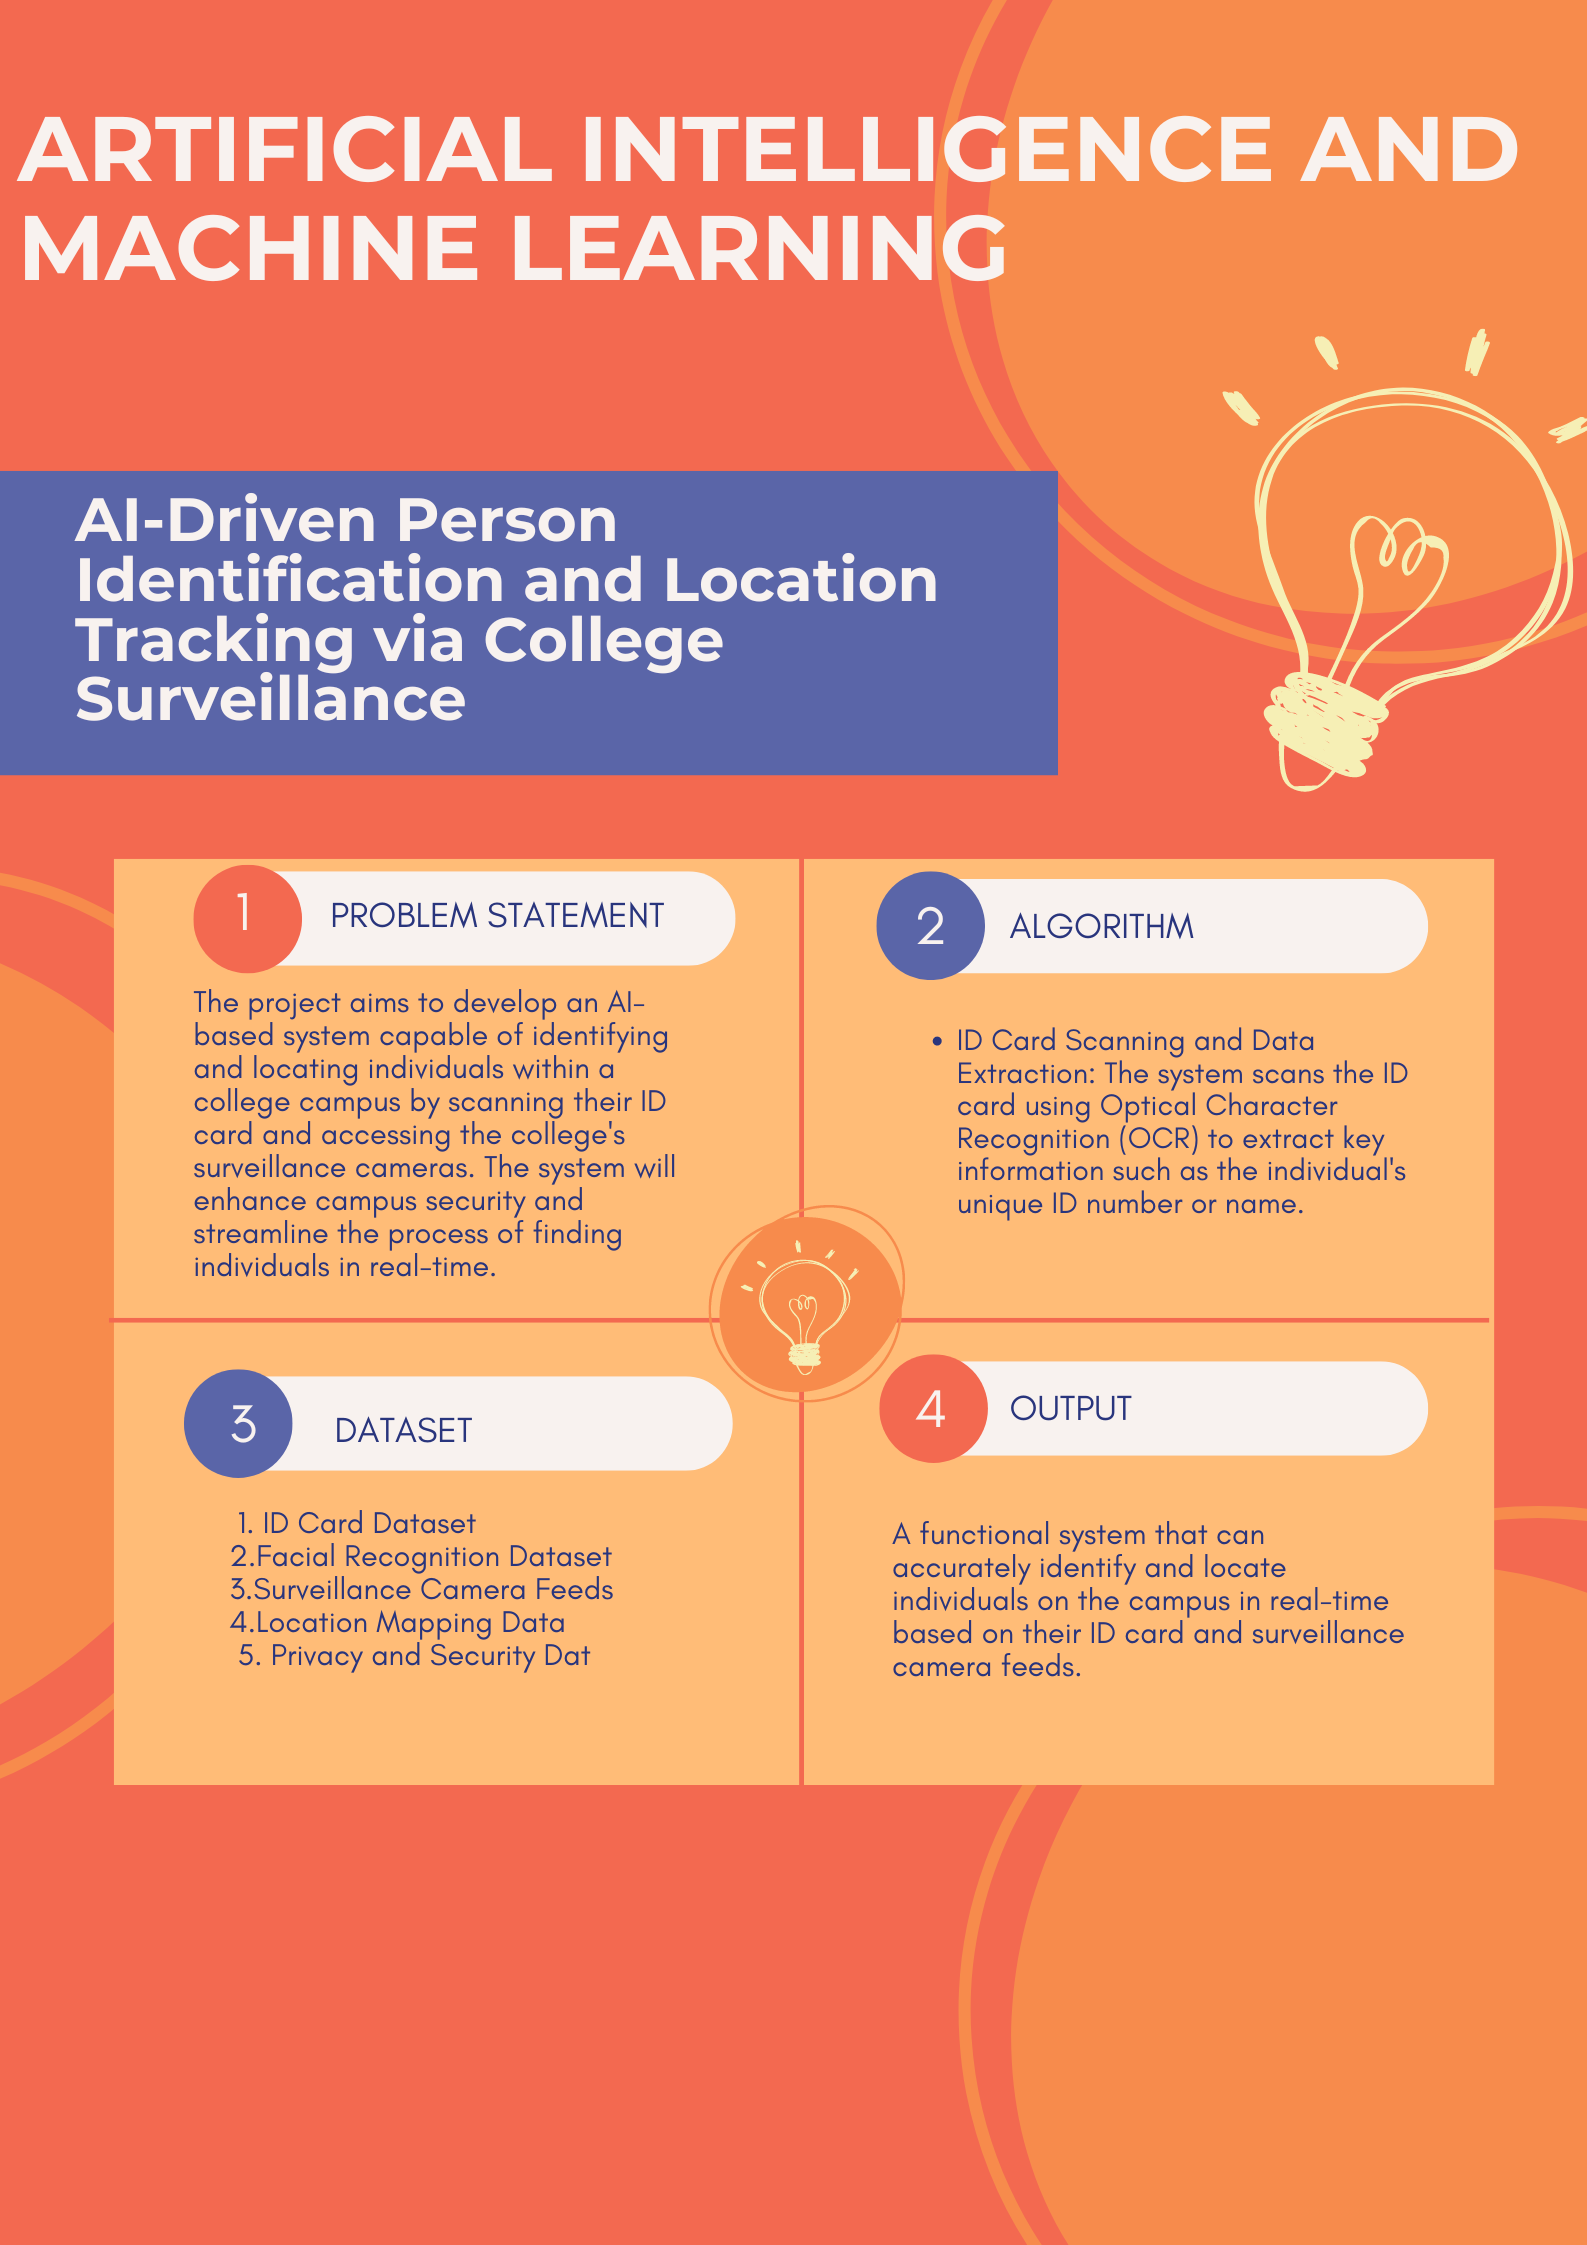 ARTIFICIAL INTELLIGENCE AND
MACHINE LEARNING
AI-Driven Person
Identification and Location
Tracking via College
Surveillance
1
PROBLEM STATEMENT
The project aims to develop an AI-
based system capable of identifying
and locating individuals within a
college campus by scanning their ID
card and accessing the college's
surveillance cameras. The system will
enhance campus security and
streamline the process of finding
individuals in real-time.
2
ALGORITHM
• ID Card Scanning and Data
Extraction: The system scans the ID
card using Optical Character
Recognition (OCR) to extract key
information such as the individual's
unique ID number or name.
3
DATASET
1. ID Card Dataset
2.Facial Recognition Dataset
3.Surveillance Camera Feeds
4.Location Mapping Data
5. Privacy and Security Dat
4
OUTPUT
A functional system that can
accurately identify and locate
individuals on the campus in real-time
based on their ID card and surveillance
camera feeds.